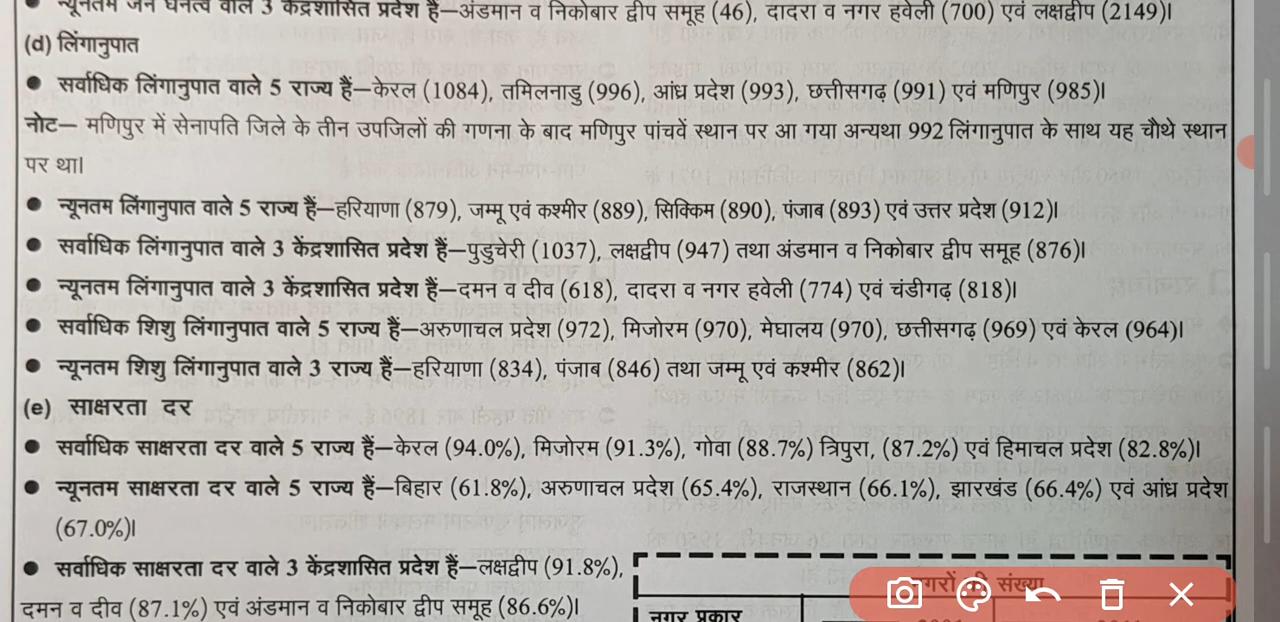 न्यूनतम जन घनत्व वाले 3 केंद्रशासित प्रदेश हैं—अंडमान व निकोबार द्वीप समूह (46), दादरा व नगर हवेली (700) एवं लक्षद्वीप (2149)।
(d) लिंगानुपात
● सर्वाधिक लिंगानुपात वाले 5 राज्य हैं—केरल (1084), तमिलनाडु (996), आंध्र प्रदेश (993), छत्तीसगढ़ (991) एवं मणिपुर (985)।
नोट— मणिपुर में सेनापति जिले के तीन उपजिलों की गणना के बाद मणिपुर पांचवें स्थान पर आ गया अन्यथा 992 लिंगानुपात के साथ यह चौथे स्थान
पर था।
● न्यूनतम लिंगानुपात वाले 5 राज्य हैं—हरियाणा (879), जम्मू एवं कश्मीर (889), सिक्किम (890), पंजाब (893) एवं उत्तर प्रदेश (912)।
● सर्वाधिक लिंगानुपात वाले 3 केंद्रशासित प्रदेश हैं—पुडुचेरी (1037), लक्षद्वीप (947) तथा अंडमान व निकोबार द्वीप समूह (876)।
● न्यूनतम लिंगानुपात वाले 3 केंद्रशासित प्रदेश हैं—दमन व दीव (618), दादरा व नगर हवेली (774) एवं चंडीगढ़ (818)।
● सर्वाधिक शिशु लिंगानुपात वाले 5 राज्य हैं—अरुणाचल प्रदेश (972), मिजोरम (970), मेघालय (970), छत्तीसगढ़ (969) एवं केरल (964)।
● न्यूनतम शिशु लिंगानुपात वाले 3 राज्य हैं—हरियाणा (834), पंजाब (846) तथा जम्मू एवं कश्मीर (862)।
(e) साक्षरता दर
● सर्वाधिक साक्षरता दर वाले 5 राज्य हैं—केरल (94.0%), मिजोरम (91.3%), गोवा (88.7%) त्रिपुरा, (87.2%) एवं हिमाचल प्रदेश (82.8%)।
● न्यूनतम साक्षरता दर वाले 5 राज्य हैं—बिहार (61.8%), अरुणाचल प्रदेश (65.4%), राजस्थान (66.1%), झारखंड (66.4%) एवं आंध्र प्रदेश
(67.0%)।
● सर्वाधिक साक्षरता दर वाले 3 केंद्रशासित प्रदेश हैं—लक्षद्वीप (91.8%),
दमन व दीव (87.1%) एवं अंडमान व निकोबार द्वीप समूह (86.6%)।
संख्या
नगर प्रकार